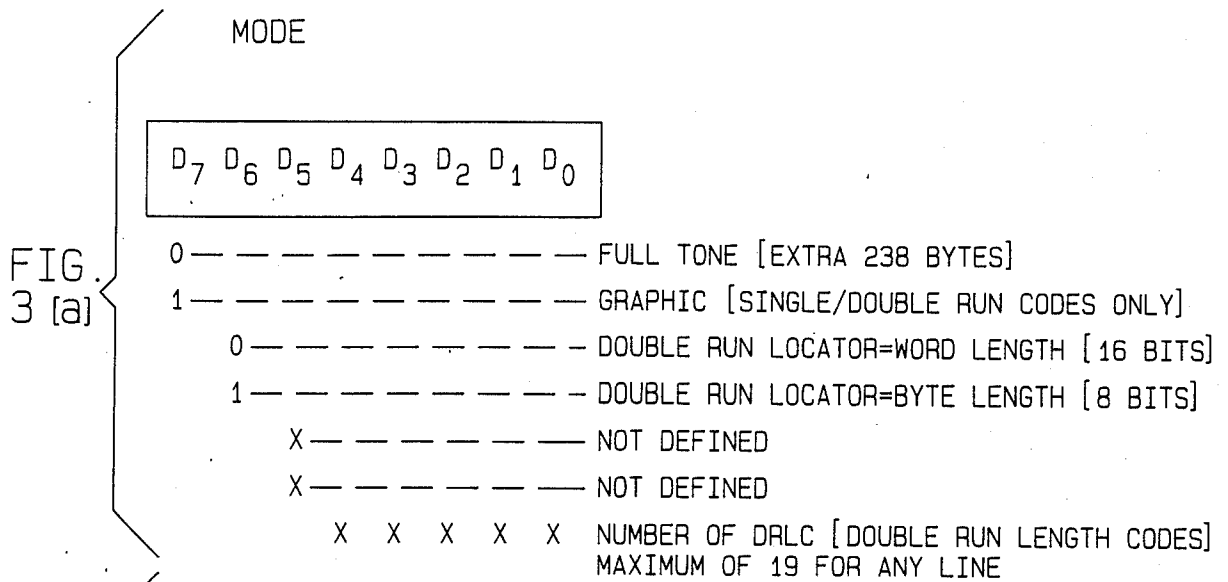 MODE
D7 D6 D5 D4 D3 D2 D1 D0
FIG.
3 [a]
0 — — — — — — — — FULL TONE [EXTRA 238 BYTES]
1 — — — — — — — — GRAPHIC [SINGLE/DOUBLE RUN CODES ONLY]
0 — — — — — — — DOUBLE RUN LOCATOR=WORD LENGTH [16 BITS]
1 — — — — — — — DOUBLE RUN LOCATOR=BYTE LENGTH [8 BITS]
X — — — — — — NOT DEFINED
X — — — — — — NOT DEFINED
X X X X X NUMBER OF DRLC [DOUBLE RUN LENGTH CODES]
MAXIMUM OF 19 FOR ANY LINE